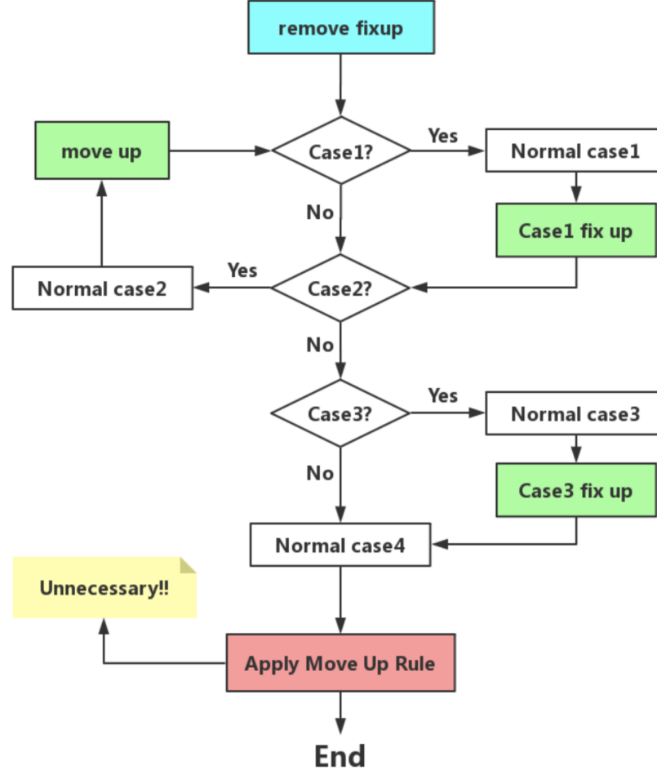 remove fixup
move up
Case1?
Yes
Normal case1
No
Case1 fix up
Normal case2
Yes
Case2?
No
Case3?
Yes
Normal case3
No
Case3 fix up
Normal case4
Unnecessary!!
Apply Move Up Rule
End